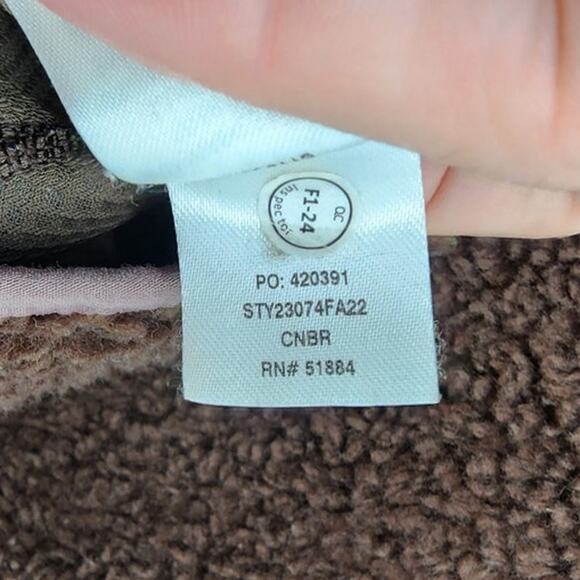 QC
F1-24
Inspector
PO: 420391
STY23074FA22
CNBR
RN# 51884